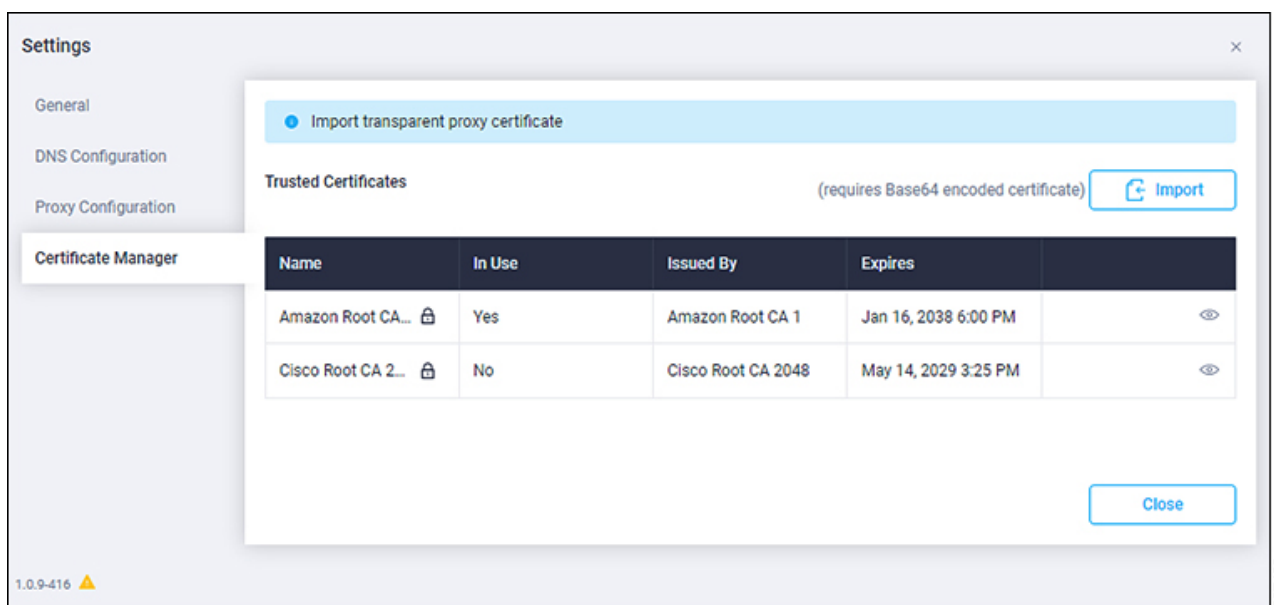 Settings
General
DNS Configuration
Proxy Configuration
Certificate Manager
Import transparent proxy certificate
Trusted Certificates
(requires Base64 encoded certificate) Import
Name In Use Issued By Expires
Amazon Root CA... Yes Amazon Root CA 1 Jan 16, 2038 6:00 PM
Cisco Root CA 2... No Cisco Root CA 2048 May 14, 2029 3:25 PM
Close
1.0.9-416